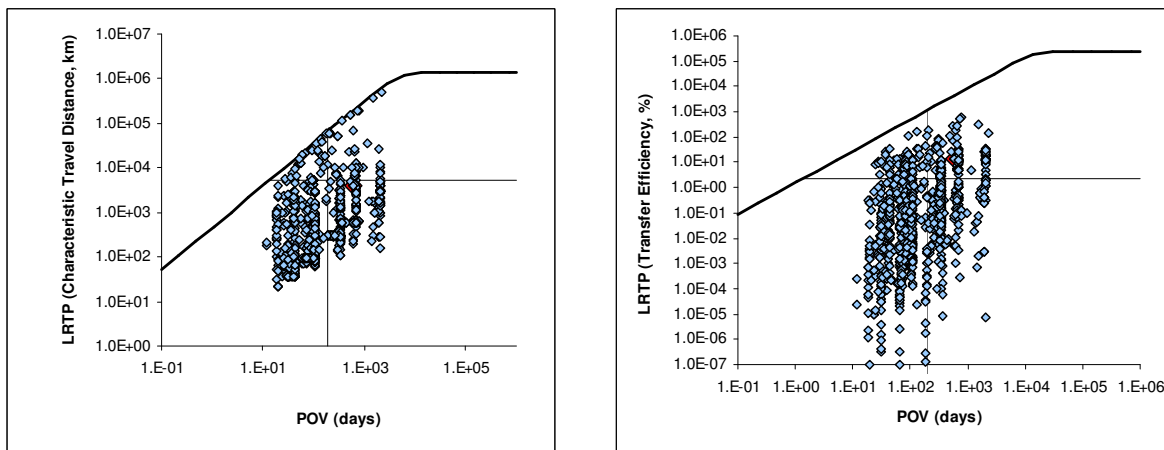 LRTP (Characteristic Travel Distance, km)
1.0E+07
1.0E+06
1.0E+05
1.0E+04
1.0E+03
1.0E+02
1.0E+01
1.0E+00
1.E-01
1.E+01
1.E+03
1.E+05
POV (days)
LRTP (Transfer Efficiency, %)
1.0E+06
1.0E+05
1.0E+04
1.0E+03
1.0E+02
1.0E+01
1.0E+00
1.0E-01
1.0E-02
1.0E-03
1.0E-04
1.0E-05
1.0E-06
1.0E-07
1.E-01
1.E+00
1.E+01
1.E+02
1.E+03
1.E+04
1.E+05
1.E+06
POV (days)